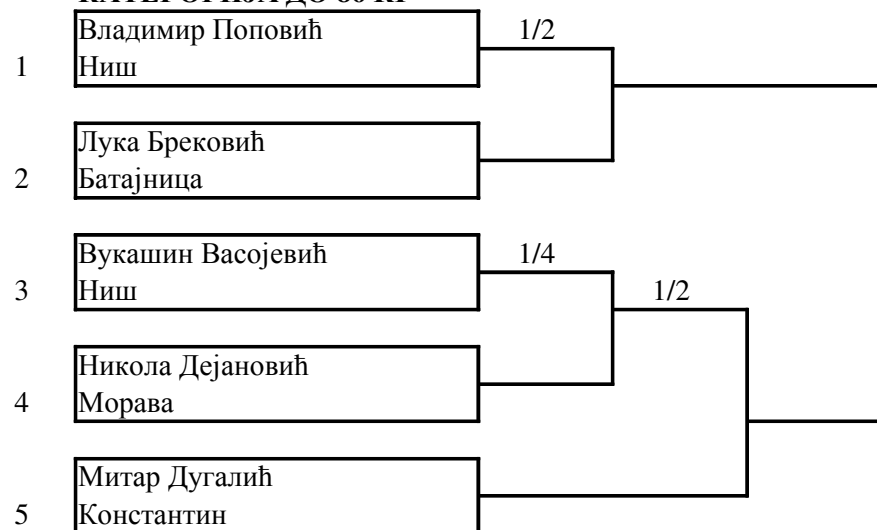 Владимир Поповић 1/2
1 Ниш
Лука Брековић
2 Батајница
Вукашин Васојевић 1/4
3 Ниш 1/2
Никола Дејановић
4 Морава
Митар Дугалић
5 Константин